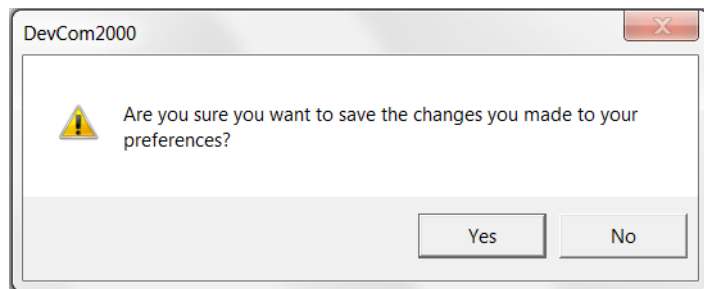 DevCom2000
Are you sure you want to save the changes you made to your
preferences?
Yes
No